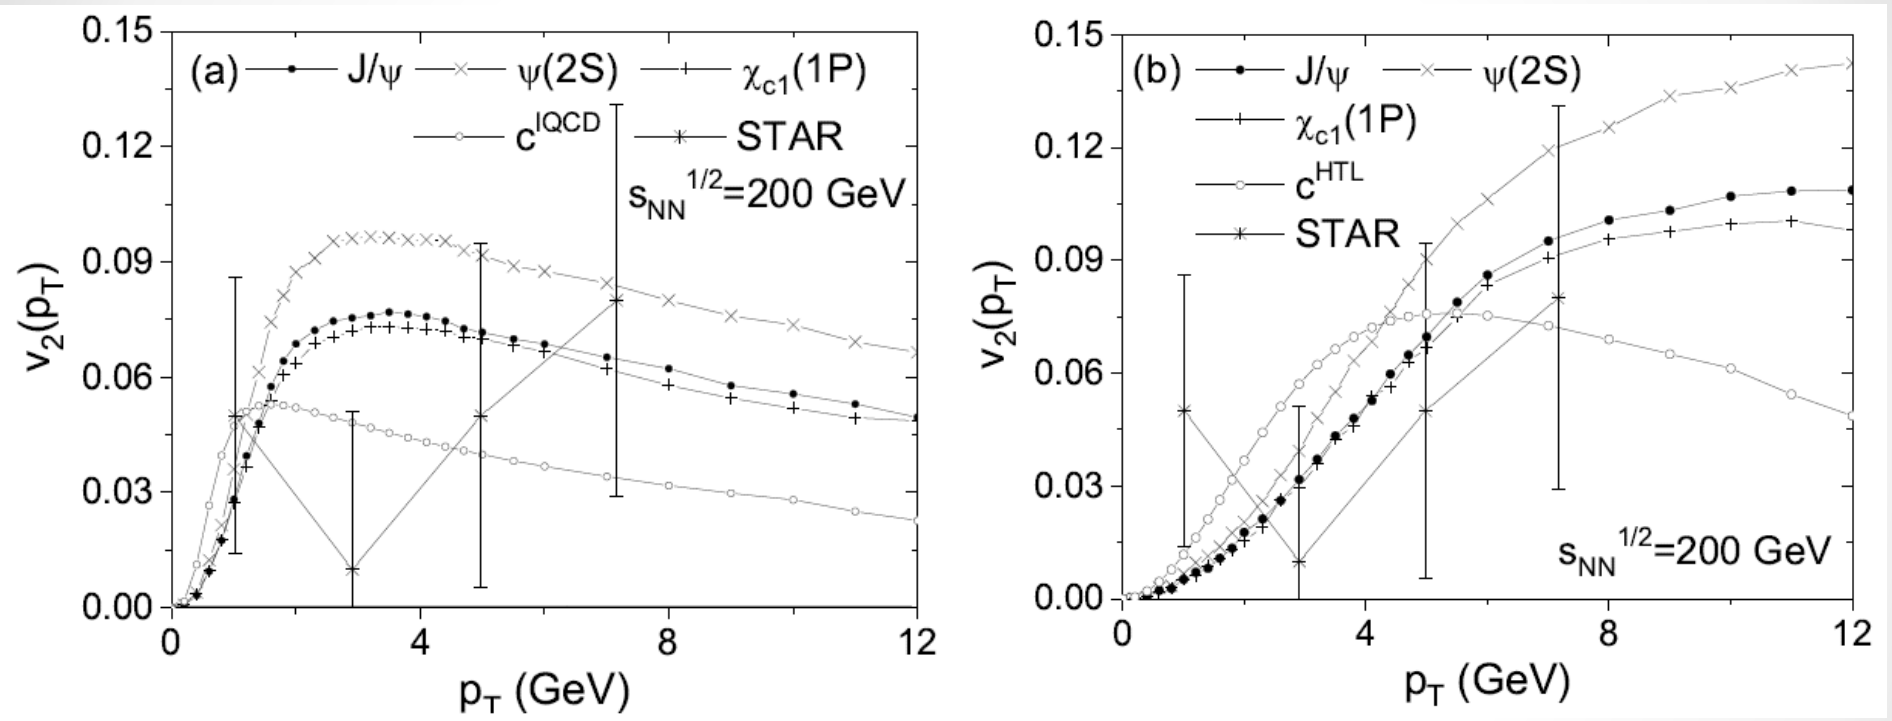 0.15
0.12
0.09
0.06
0.03
0.00
v2(pT)
(a) J/ψ ψ(2S) χc1(1P)
c^lQCD STAR
sNN^1/2=200 GeV
0 4 8 12
pT (GeV)
0.15
0.12
0.09
0.06
0.03
0.00
v2(pT)
(b) J/ψ ψ(2S)
χc1(1P)
c^HTL
STAR
sNN^1/2=200 GeV
0 4 8 12
pT (GeV)